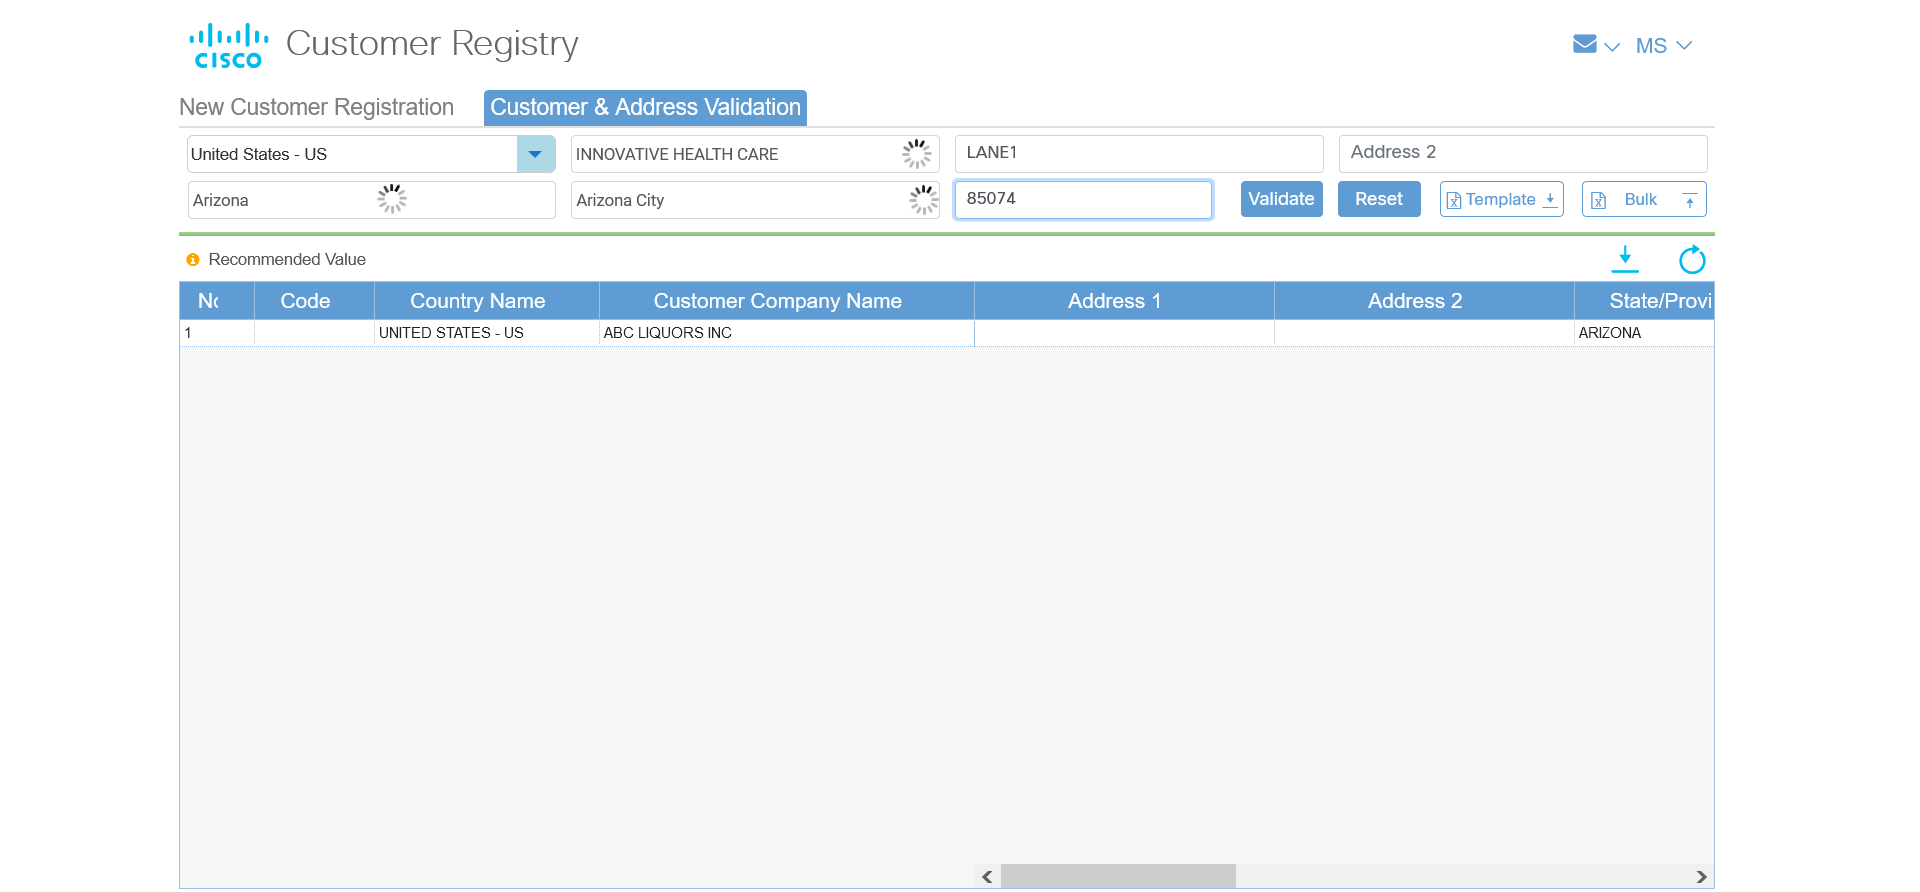 CISCO Customer Registry
MS
New Customer Registration Customer & Address Validation
United States - US INNOVATIVE HEALTH CARE LANE1 Address 2
Arizona Arizona City 85074 Validate Reset Template Bulk
Recommended Value
No Code Country Name Customer Company Name Address 1 Address 2 State/Provi
1 UNITED STATES - US ABC LIQUORS INC ARIZONA